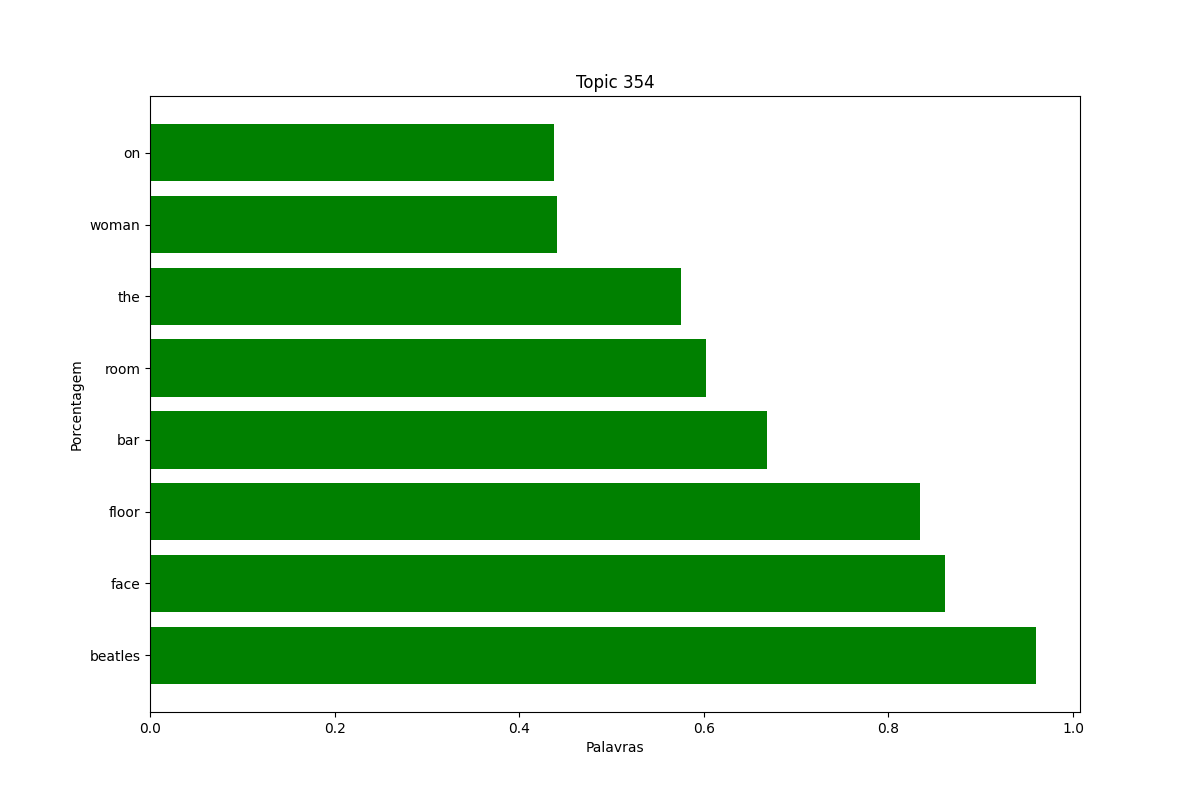 Topic 354
on
woman
the
room
bar
floor
face
beatles
Porcentagem
0.0 0.2 0.4 0.6 0.8 1.0
Palavras